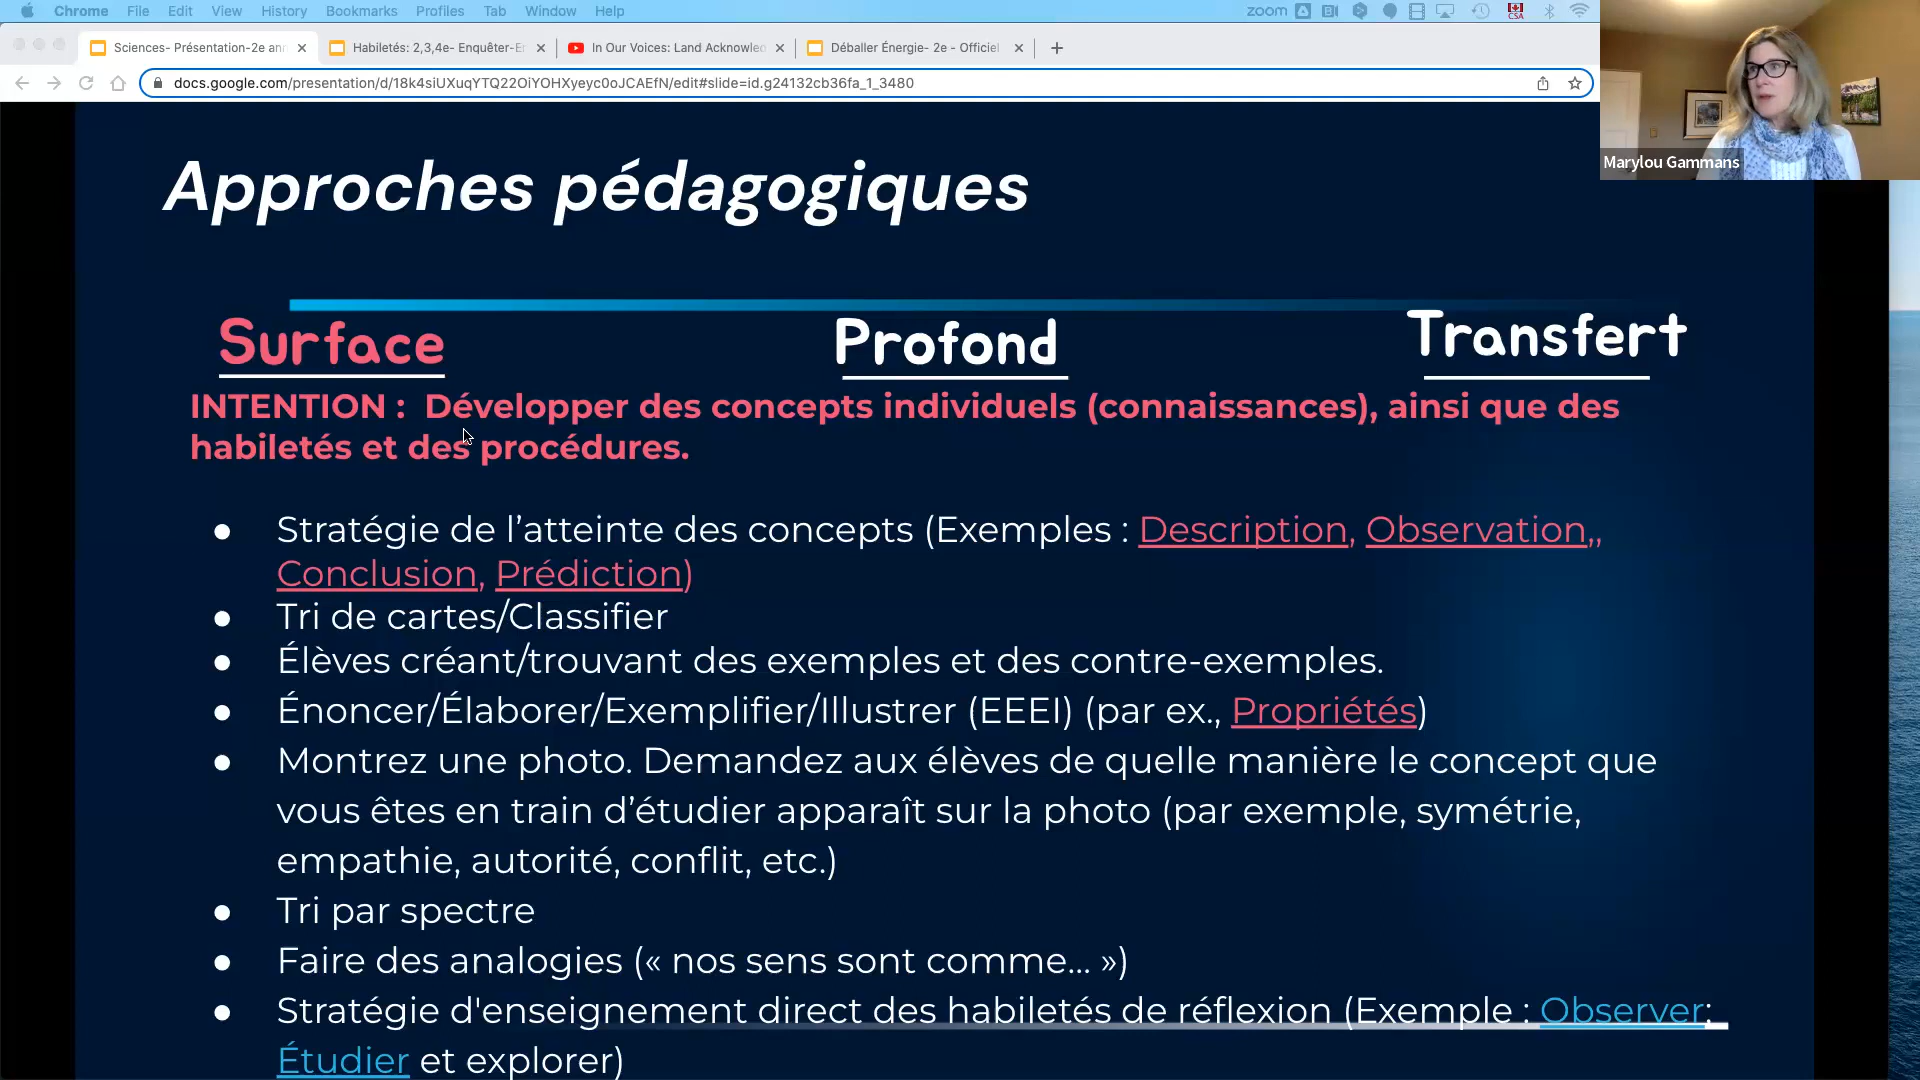 Chrome File Edit View History Bookmarks Profiles Tab Window Help zoom CSA
Sciences- Présentation-2e ann Habiletés: 2,3,4e- Enquêter-En In Our Voices: Land Acknowled Déballer Énergie- 2e - Officiel
docs.google.com/presentation/d/18k4siUXuqYTQ22OiYOHXyeyc0oJCAEfN/edit#slide=id.g24132cb36fa_1_3480
Marylou Gammans
Approches pédagogiques
Surface Profond Transfert
INTENTION : Développer des concepts individuels (connaissances), ainsi que des
habiletés et des procédures.
● Stratégie de l’atteinte des concepts (Exemples : Description, Observation,,
Conclusion, Prédiction)
● Tri de cartes/Classifier
● Élèves créant/trouvant des exemples et des contre-exemples.
● Énoncer/Élaborer/Exemplifier/Illustrer (EEEI) (par ex., Propriétés)
● Montrez une photo. Demandez aux élèves de quelle manière le concept que
vous êtes en train d’étudier apparaît sur la photo (par exemple, symétrie,
empathie, autorité, conflit, etc.)
● Tri par spectre
● Faire des analogies (« nos sens sont comme... »)
● Stratégie d'enseignement direct des habiletés de réflexion (Exemple : Observer:
Étudier et explorer)